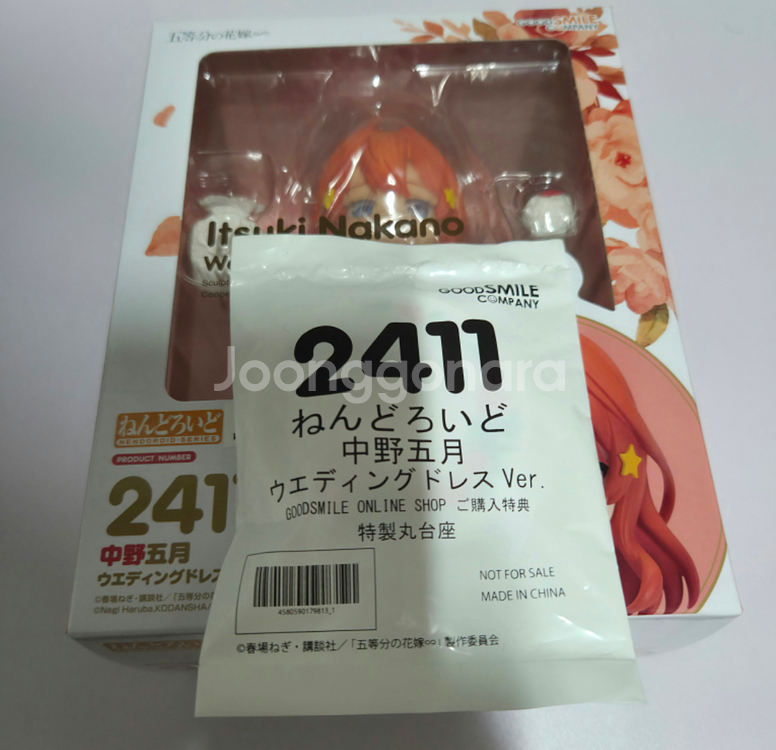 五等分の花嫁∽
GOOD SMILE
COMPANY
Itsuki Nakano
GOODSMILE
COMPANY
2411
ねんどろいど
中野五月
ウエディングドレス Ver.
GOODSMILE ONLINE SHOP ご購入特典
特製丸台座
NOT FOR SALE
MADE IN CHINA
4580590179813_1
©春場ねぎ・講談社/「五等分の花嫁∽」製作委員会
Joonggonara
ねんどろいど
NENDOROID SERIES
PRODUCT NUMBER
2411
中野五月
ウエディングドレス
©春場ねぎ・講談社/「五等分の
©Negi Haruba,KODANSHA/